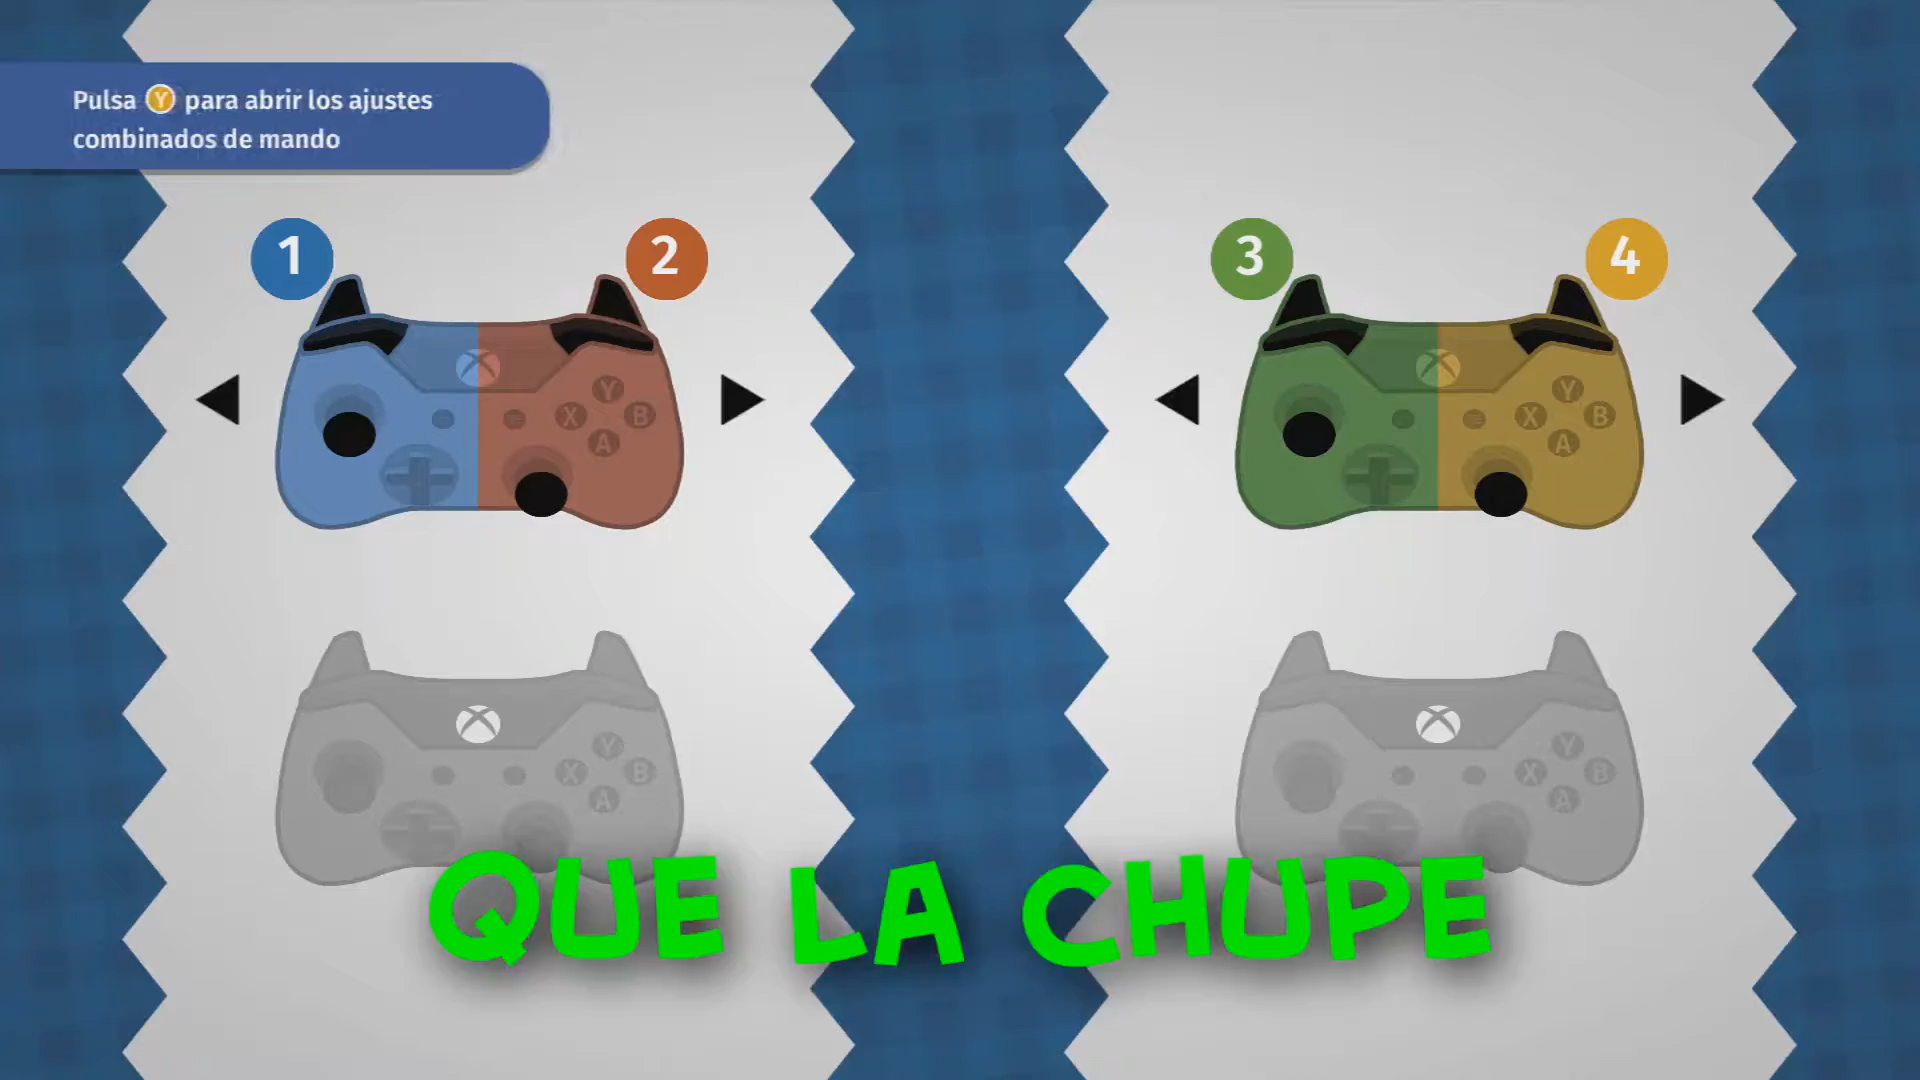 Pulsa Y para abrir los ajustes
combinados de mando
1
2
3
4
Y
X
B
A
Y
X
B
A
Y
X
B
A
Y
X
B
A
QUE LA CHUPE